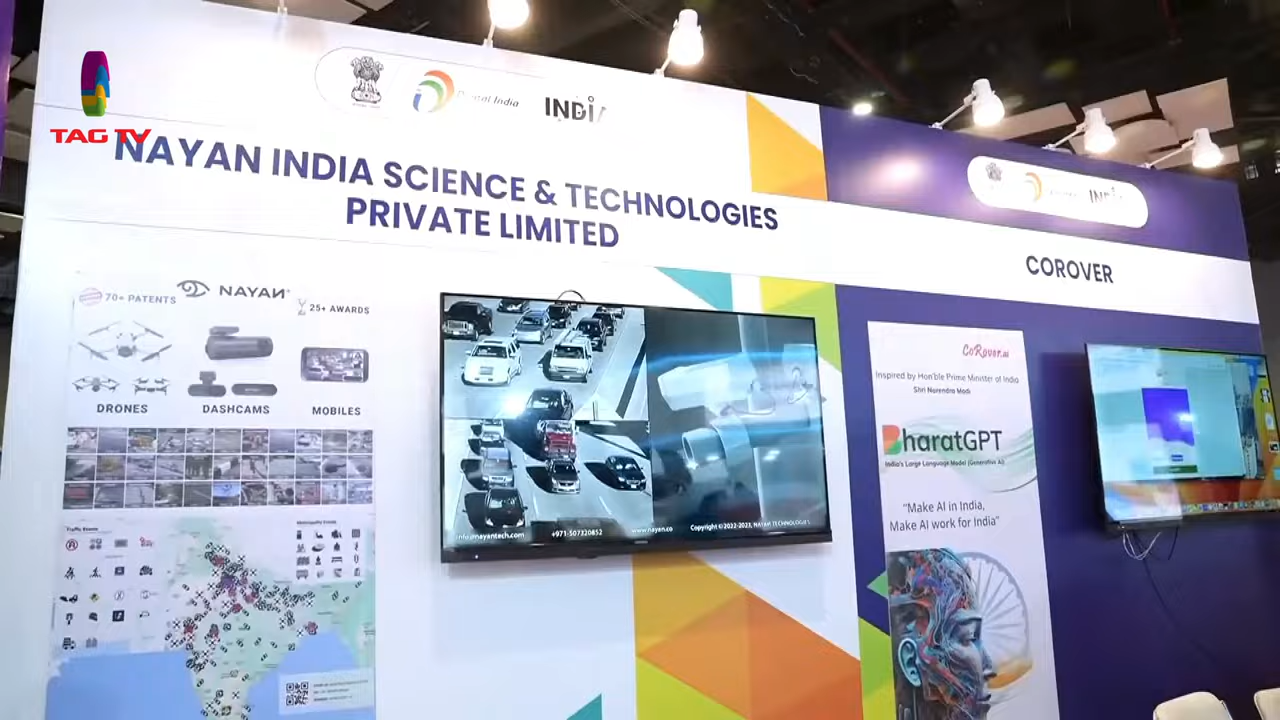 TAG TV
Digital India
NAYAN INDIA SCIENCE & TECHNOLOGIES
PRIVATE LIMITED
70+ PATENTS
NAYAN
25+ AWARDS
DRONES
DASHCAMS
MOBILES
Traffic Events
info@nayantech.com
+971-507320852
www.nayan.co
Copyright ©2022-2023, NAYAN TECHNOLOGIES
COROVER
CoRover.ai
Inspired by Hon'ble Prime Minister of India
Shri Narendra Modi
BharatGPT
India's Large Language Model (Generative AI)
"Make AI in India,
Make AI work for India"